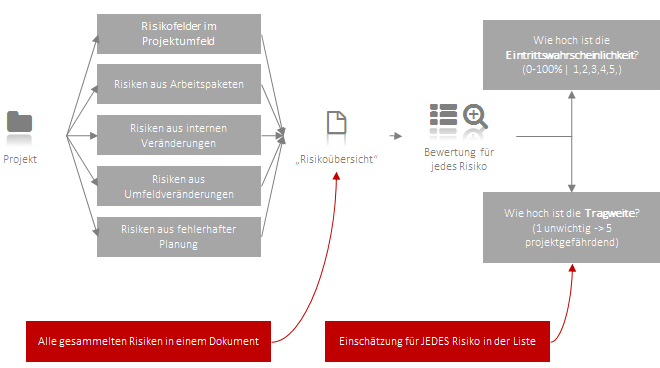 Projekt
Risikofelder im
Projektumfeld
Risiken aus Arbeitspaketen
Risiken aus internen
Veränderungen
Risiken aus
Umfeldveränderungen
Risiken aus fehlerhafter
Planung
„Risikoübersicht“
Bewertung für
jedes Risiko
Wie hoch ist die
Eintrittswahrscheinlichkeit?
(0-100% | 1,2,3,4,5,)
Wie hoch ist die Tragweite?
(1 unwichtig -> 5
projektgefährdend)
Alle gesammelten Risiken in einem Dokument
Einschätzung für JEDES Risiko in der Liste